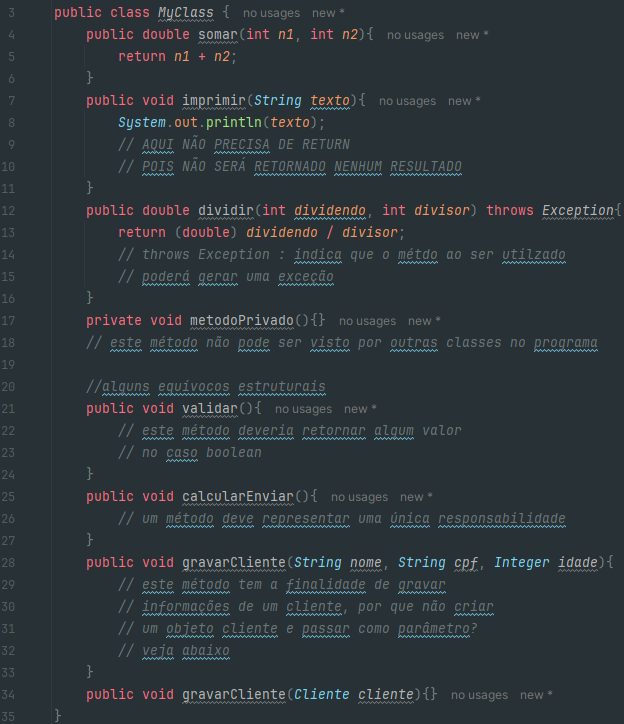 3 public class MyClass { no usages new *
4 public double somar(int n1, int n2){ no usages new *
5 return n1 + n2;
6 }
7 public void imprimir(String texto){ no usages new *
8 System.out.println(texto);
9 // AQUI NÃO PRECISA DE RETURN
10 // POIS NÃO SERÁ RETORNADO NENHUM RESULTADO
11 }
12 public double dividir(int dividendo, int divisor) throws Exception{
13 return (double) dividendo / divisor;
14 // throws Exception : indica que o métdo ao ser utilzado
15 // poderá gerar uma exceção
16 }
17 private void metodoPrivado(){} no usages new *
18 // este método não pode ser visto por outras classes no programa
19
20 //alguns equívocos estruturais
21 public void validar(){ no usages new *
22 // este método deveria retornar algum valor
23 // no caso boolean
24 }
25 public void calcularEnviar(){ no usages new *
26 // um método deve representar uma única responsabilidade
27 }
28 public void gravarCliente(String nome, String cpf, Integer idade){
29 // este método tem a finalidade de gravar
30 // informações de um cliente, por que não criar
31 // um objeto cliente e passar como parâmetro?
32 // veja abaixo
33 }
34 public void gravarCliente(Cliente cliente){} no usages new *
35 }